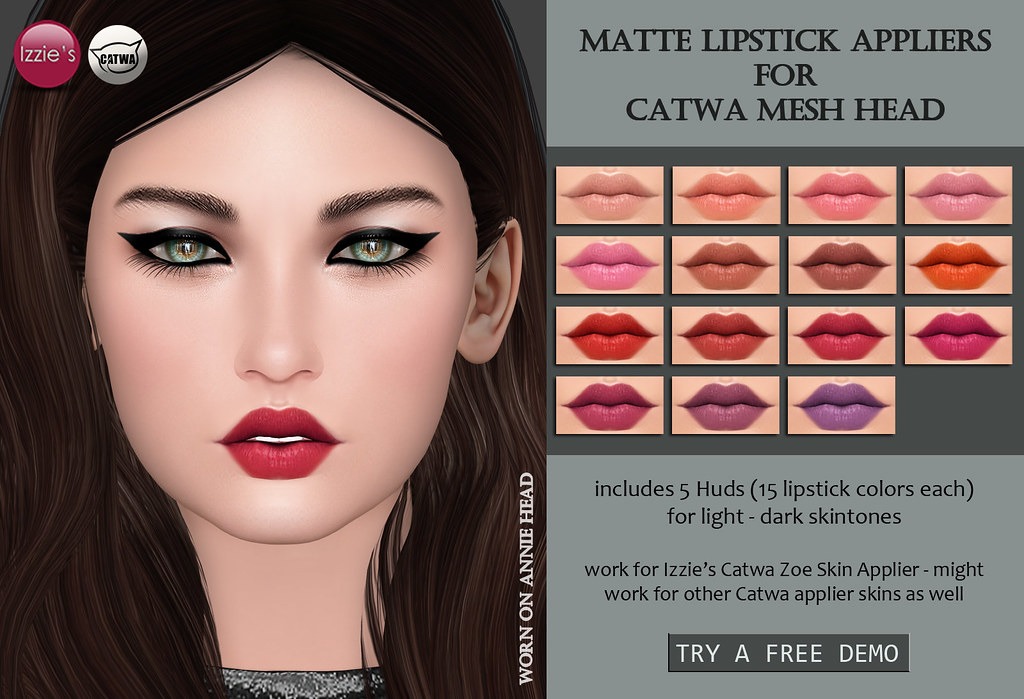 Izzie's
CATWA
MATTE LIPSTICK APPLIERS
FOR
CATWA MESH HEAD
WORN ON ANNIE HEAD
includes 5 Huds (15 lipstick colors each)
for light - dark skintones
work for Izzie's Catwa Zoe Skin Applier - might
work for other Catwa applier skins as well
TRY A FREE DEMO